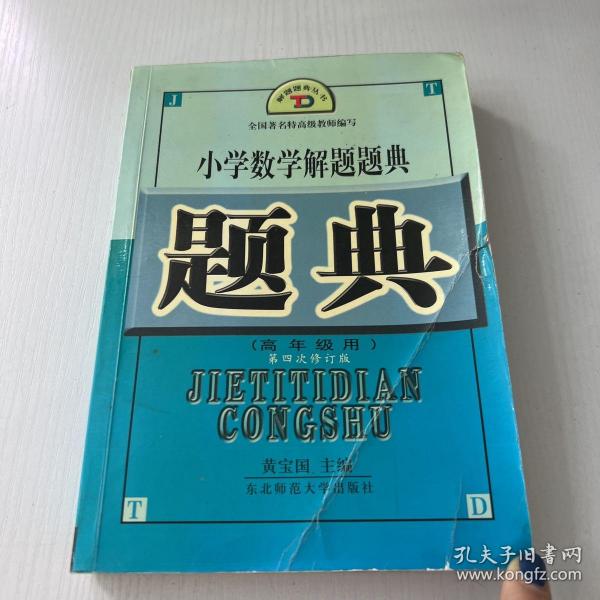 解题题典丛书
TD
J
T
全国著名特高级教师编写
小学数学解题题典
题典
(高年级用)
第四次修订版
JIETITIDIAN
CONGSHU
黄宝国 主编
东北师范大学出版社
T
D
孔夫子旧书网
www.kongfz.com